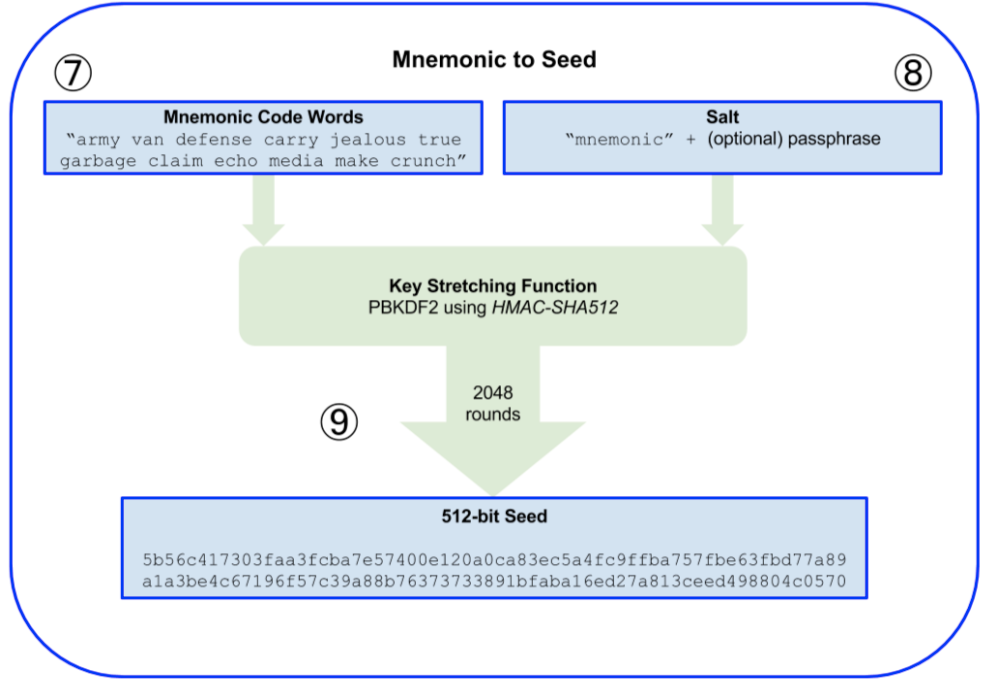 Mnemonic to Seed
⑦
⑧
Mnemonic Code Words
“army van defense carry jealous true
garbage claim echo media make crunch”
Salt
“mnemonic” + (optional) passphrase
Key Stretching Function
PBKDF2 using HMAC-SHA512
2048
rounds
⑨
512-bit Seed
5b56c417303faa3fcba7e57400e120a0ca83ec5a4fc9ffba757fbe63fbd77a89
a1a3be4c67196f57c39a88b76373733891bfaba16ed27a813ceed498804c0570